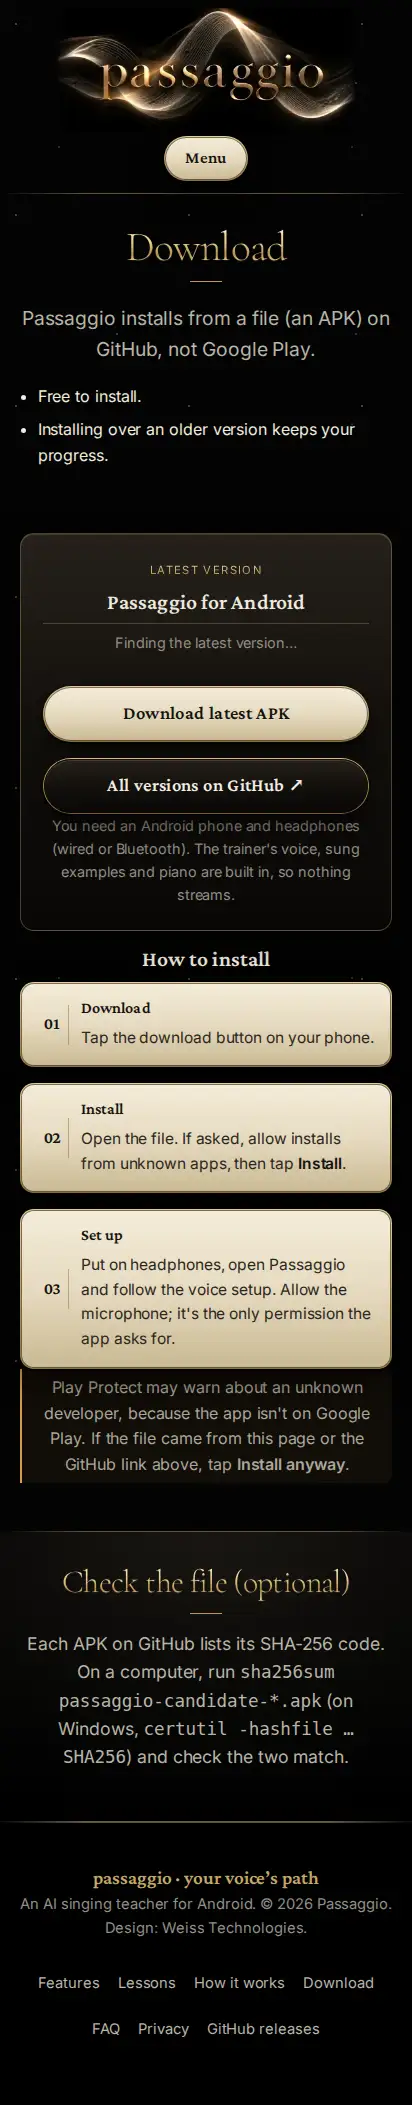 passaggio
Menu
Download
Passaggio installs from a file (an APK) on
GitHub, not Google Play.
• Free to install.
• Installing over an older version keeps your
progress.
LATEST VERSION
Passaggio for Android
Finding the latest version…
Download latest APK
All versions on GitHub ↗
You need an Android phone and headphones
(wired or Bluetooth). The trainer's voice, sung
examples and piano are built in, so nothing
streams.
How to install
01
Download
Tap the download button on your phone.
02
Install
Open the file. If asked, allow installs
from unknown apps, then tap Install.
03
Set up
Put on headphones, open Passaggio
and follow the voice setup. Allow the
microphone; it's the only permission the
app asks for.
Play Protect may warn about an unknown
developer, because the app isn't on Google
Play. If the file came from this page or the
GitHub link above, tap Install anyway.
Check the file (optional)
Each APK on GitHub lists its SHA-256 code.
On a computer, run sha256sum
passaggio-candidate-*.apk (on
Windows, certutil -hashfile …
SHA256) and check the two match.
passaggio · your voice’s path
An AI singing teacher for Android. © 2026 Passaggio.
Design: Weiss Technologies.
Features Lessons How it works Download
FAQ Privacy GitHub releases